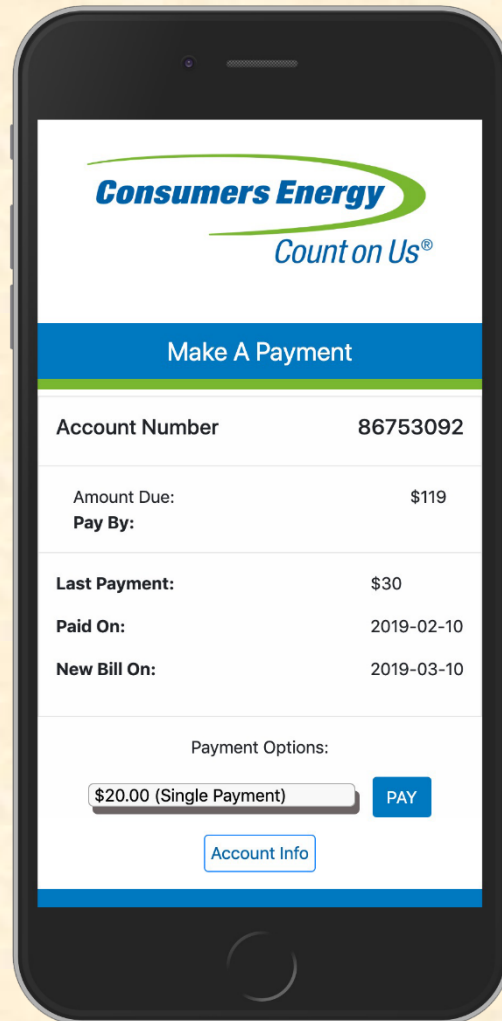 Consumers Energy
Count on Us®
Make A Payment
Account Number 86753092
Amount Due: $119
Pay By:
Last Payment: $30
Paid On: 2019-02-10
New Bill On: 2019-03-10
Payment Options:
$20.00 (Single Payment) PAY
Account Info